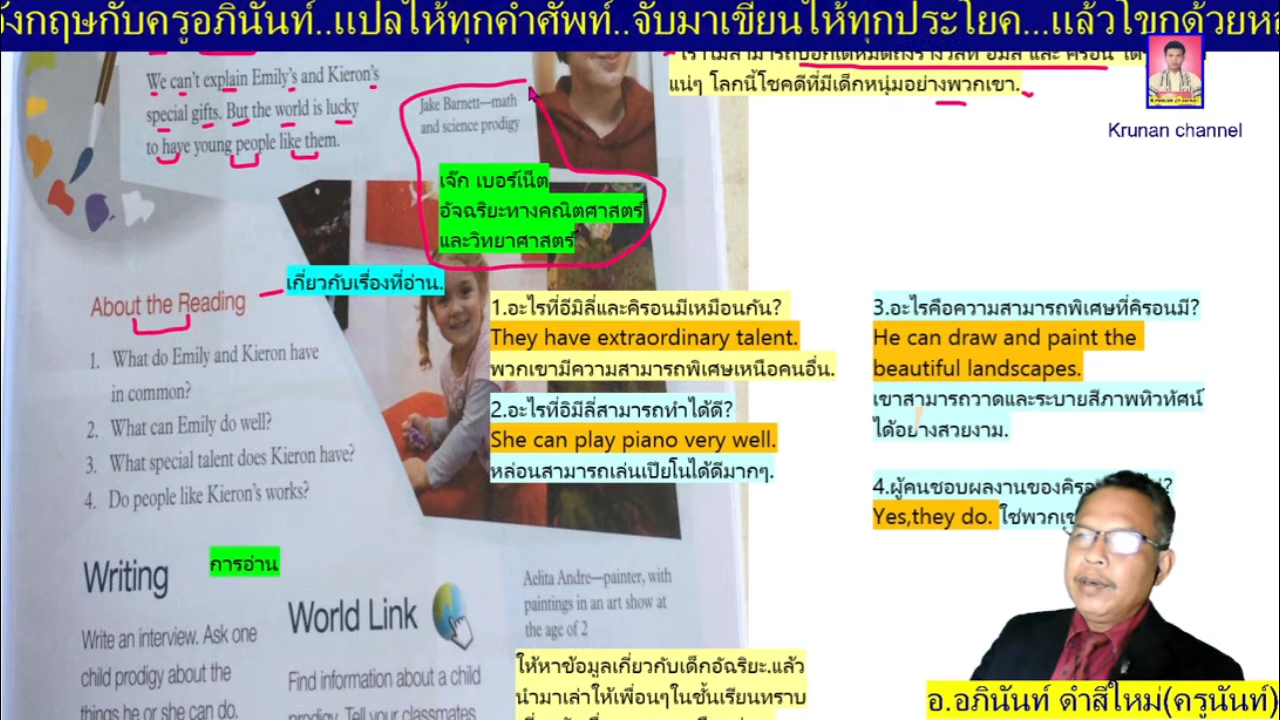 ังกฤษกับครูอภินันท์..แปลให้ทุกคำศัพท์..จับมาเขียนให้ทุกประโยค...แล้วโขกด้วยหล
We can't explain Emily's and Kieron's
special gifts. But the world is lucky
to have young people like them.
Jake Barnett—math
and science prodigy
เจ๊ก เบอร์เน็ต
อัจฉริยะทางคณิตศาสตร์
และวิทยาศาสตร์
แน่ๆ โลกนี้โชคดีที่มีเด็กหนุ่มอย่างพวกเขา.
Krunan channel
About the Reading
เกี่ยวกับเรื่องที่อ่าน.
1. What do Emily and Kieron have
in common?
2. What can Emily do well?
3. What special talent does Kieron have?
4. Do people like Kieron's works?
1.อะไรที่อีมิลี่และคิรอนมีเหมือนกัน?
They have extraordinary talent.
พวกเขามีความสามารถพิเศษเหนือคนอื่น.
2.อะไรที่อิมีลี่สามารถทำได้ดี?
She can play piano very well.
หล่อนสามารถเล่นเปียโนได้ดีมากๆ.
3.อะไรคือความสามารถพิเศษที่คิรอนมี?
He can draw and paint the
beautiful landscapes.
เขาสามารถวาดและระบายสีภาพทิวทัศน์
ได้อย่างสวยงาม.
4.ผู้คนชอบผลงานของคิรอ
Yes,they do. ใช่พวกเข
Writing
การอ่าน
Write an interview. Ask one
child prodigy about the
things he or she can do.
World Link
Find information about a child
prodigy. Tell your classmates
Aelita Andre—painter, with
paintings in an art show at
the age of 2
ให้หาข้อมูลเกี่ยวกับเด็กอัฉริยะ.แล้ว
นำมาเล่าให้เพื่อนๆในชั้นเรียนทราบ
อ.อภินันท์ ดำสีใหม่(ครูนันท์)